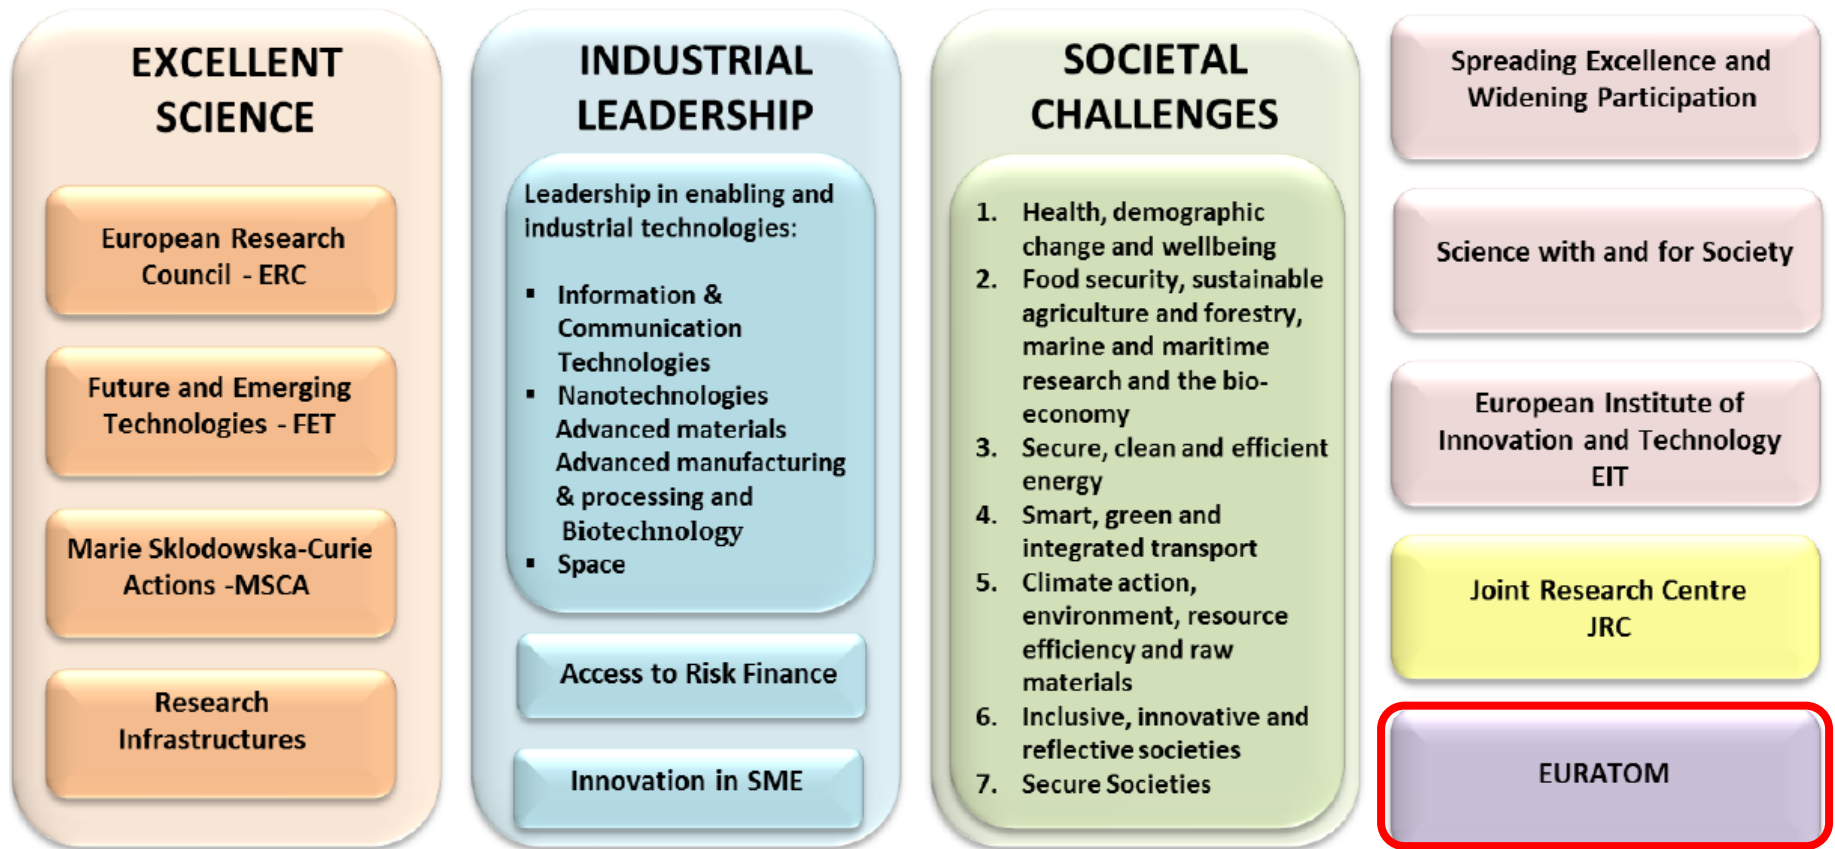 EXCELLENT
SCIENCE
European Research
Council - ERC
Future and Emerging
Technologies - FET
Marie Sklodowska-Curie
Actions -MSCA
Research
Infrastructures
INDUSTRIAL
LEADERSHIP
Leadership in enabling and
industrial technologies:
▪ Information &
Communication
Technologies
▪ Nanotechnologies
Advanced materials
Advanced manufacturing
& processing and
Biotechnology
▪ Space
Access to Risk Finance
Innovation in SME
SOCIETAL
CHALLENGES
1. Health, demographic
change and wellbeing
2. Food security, sustainable
agriculture and forestry,
marine and maritime
research and the bio-
economy
3. Secure, clean and efficient
energy
4. Smart, green and
integrated transport
5. Climate action,
environment, resource
efficiency and raw
materials
6. Inclusive, innovative and
reflective societies
7. Secure Societies
Spreading Excellence and
Widening Participation
Science with and for Society
European Institute of
Innovation and Technology
EIT
Joint Research Centre
JRC
EURATOM